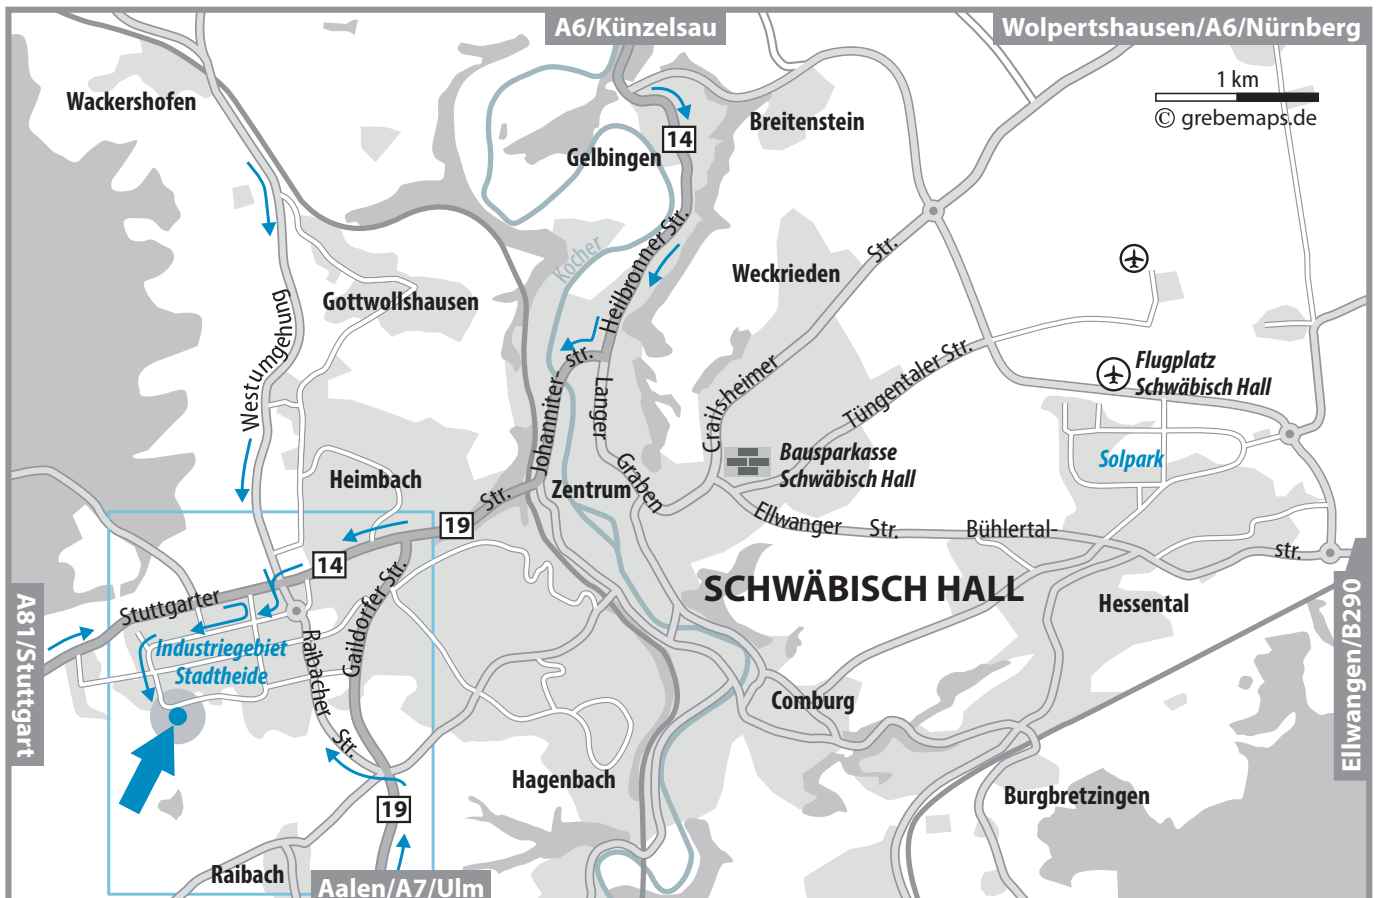 A6/Künzelsau
Wolpertshausen/A6/Nürnberg
1 km
© grebemaps.de
Wackershofen
Breitenstein
14
Gelbingen
Heilbronner Str.
Kocher
Weckrieden
Str.
Gottwollshausen
Westumgehung
Flugplatz
Schwäbisch Hall
Tüngentaler Str.
Crailsheimer
Johanniter-
str.
Langer
Graben
Bausparkasse
Schwäbisch Hall
Solpark
Heimbach
Zentrum
Str.
19
14
Ellwanger Str.
Bühlertal-
str.
SCHWÄBISCH HALL
Hessental
Stuttgarter
Gaildorfer Str.
Industriegebiet
Stadtheide
Raibacher
Str.
A81/Stuttgart
Ellwangen/B290
Comburg
Hagenbach
Burgbretzingen
19
Raibach
Aalen/A7/Ulm